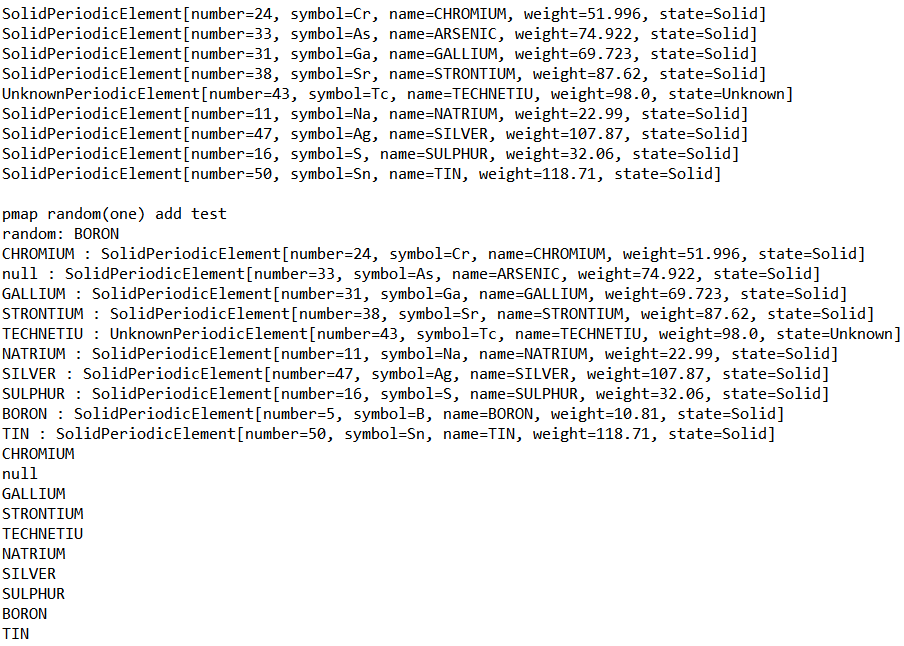 SolidPeriodicElement[number=24, symbol=Cr, name=CHROMIUM, weight=51.996, state=Solid]
SolidPeriodicElement[number=33, symbol=As, name=ARSENIC, weight=74.922, state=Solid]
SolidPeriodicElement[number=31, symbol=Ga, name=GALLIUM, weight=69.723, state=Solid]
SolidPeriodicElement[number=38, symbol=Sr, name=STRONTIUM, weight=87.62, state=Solid]
UnknownPeriodicElement[number=43, symbol=Tc, name=TECHNETIU, weight=98.0, state=Unknown]
SolidPeriodicElement[number=11, symbol=Na, name=NATRIUM, weight=22.99, state=Solid]
SolidPeriodicElement[number=47, symbol=Ag, name=SILVER, weight=107.87, state=Solid]
SolidPeriodicElement[number=16, symbol=S, name=SULPHUR, weight=32.06, state=Solid]
SolidPeriodicElement[number=50, symbol=Sn, name=TIN, weight=118.71, state=Solid]

pmap random(one) add test
random: BORON
CHROMIUM : SolidPeriodicElement[number=24, symbol=Cr, name=CHROMIUM, weight=51.996, state=Solid]
null : SolidPeriodicElement[number=33, symbol=As, name=ARSENIC, weight=74.922, state=Solid]
GALLIUM : SolidPeriodicElement[number=31, symbol=Ga, name=GALLIUM, weight=69.723, state=Solid]
STRONTIUM : SolidPeriodicElement[number=38, symbol=Sr, name=STRONTIUM, weight=87.62, state=Solid]
TECHNETIU : UnknownPeriodicElement[number=43, symbol=Tc, name=TECHNETIU, weight=98.0, state=Unknown]
NATRIUM : SolidPeriodicElement[number=11, symbol=Na, name=NATRIUM, weight=22.99, state=Solid]
SILVER : SolidPeriodicElement[number=47, symbol=Ag, name=SILVER, weight=107.87, state=Solid]
SULPHUR : SolidPeriodicElement[number=16, symbol=S, name=SULPHUR, weight=32.06, state=Solid]
BORON : SolidPeriodicElement[number=5, symbol=B, name=BORON, weight=10.81, state=Solid]
TIN : SolidPeriodicElement[number=50, symbol=Sn, name=TIN, weight=118.71, state=Solid]
CHROMIUM
null
GALLIUM
STRONTIUM
TECHNETIU
NATRIUM
SILVER
SULPHUR
BORON
TIN